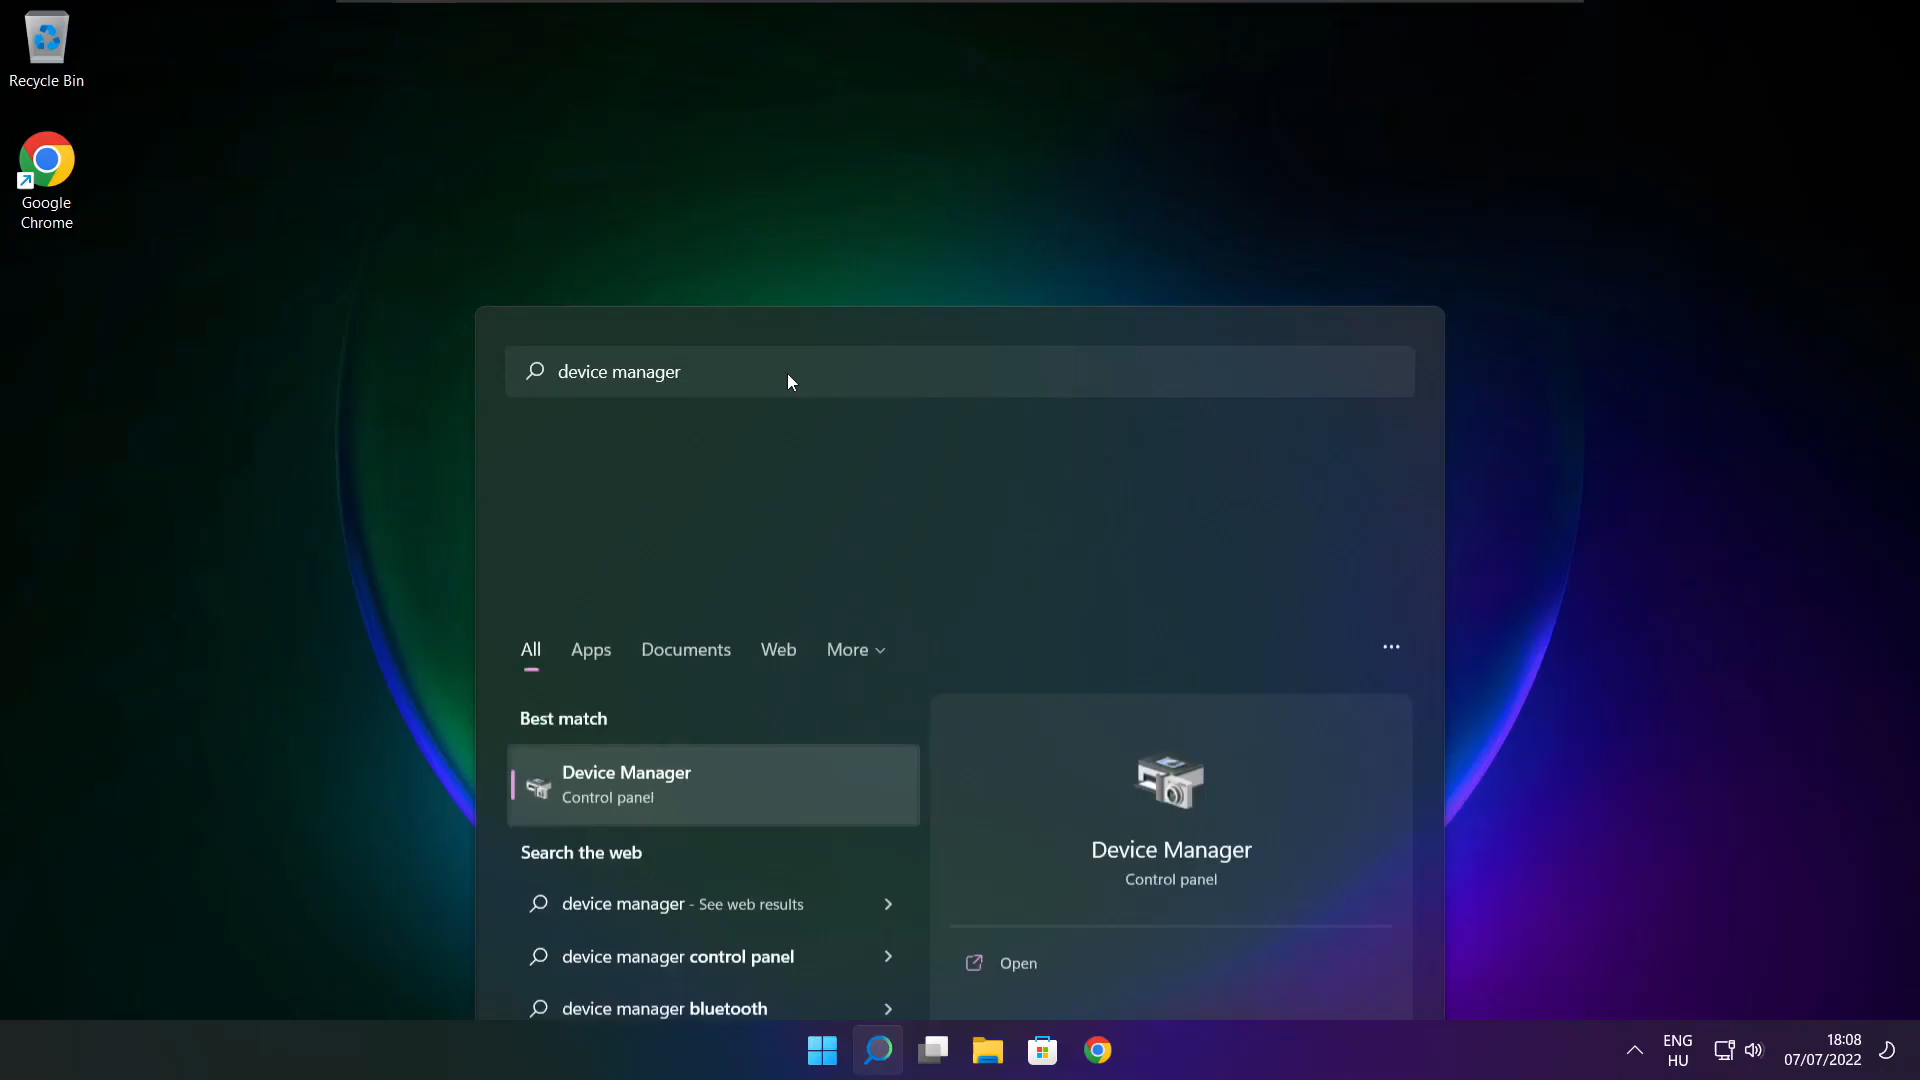 Recycle Bin
Google
Chrome
device manager
All Apps Documents Web More
Best match
Device Manager
Control panel
Search the web
device manager - See web results
device manager control panel
device manager bluetooth
Device Manager
Control panel
Open
ENG
HU
18:08
07/07/2022